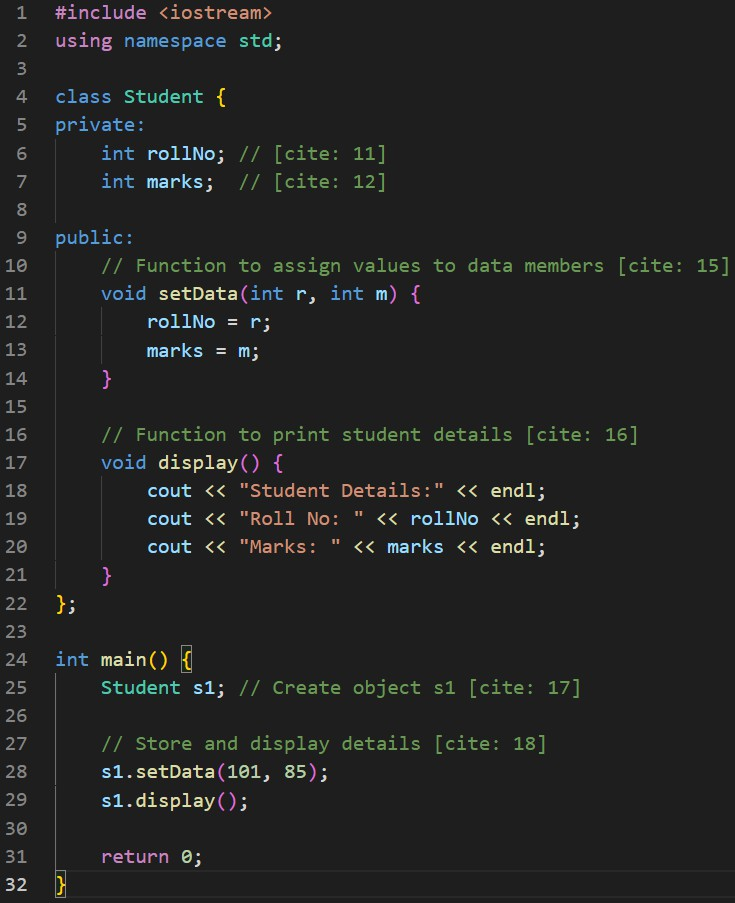 1 #include <iostream>
2 using namespace std;
3
4 class Student {
5 private:
6     int rollNo; // [cite: 11]
7     int marks;  // [cite: 12]
8
9 public:
10     // Function to assign values to data members [cite: 15]
11     void setData(int r, int m) {
12         rollNo = r;
13         marks = m;
14     }
15
16     // Function to print student details [cite: 16]
17     void display() {
18         cout << "Student Details:" << endl;
19         cout << "Roll No: " << rollNo << endl;
20         cout << "Marks: " << marks << endl;
21     }
22 };
23
24 int main() {
25     Student s1; // Create object s1 [cite: 17]
26
27     // Store and display details [cite: 18]
28     s1.setData(101, 85);
29     s1.display();
30
31     return 0;
32 }